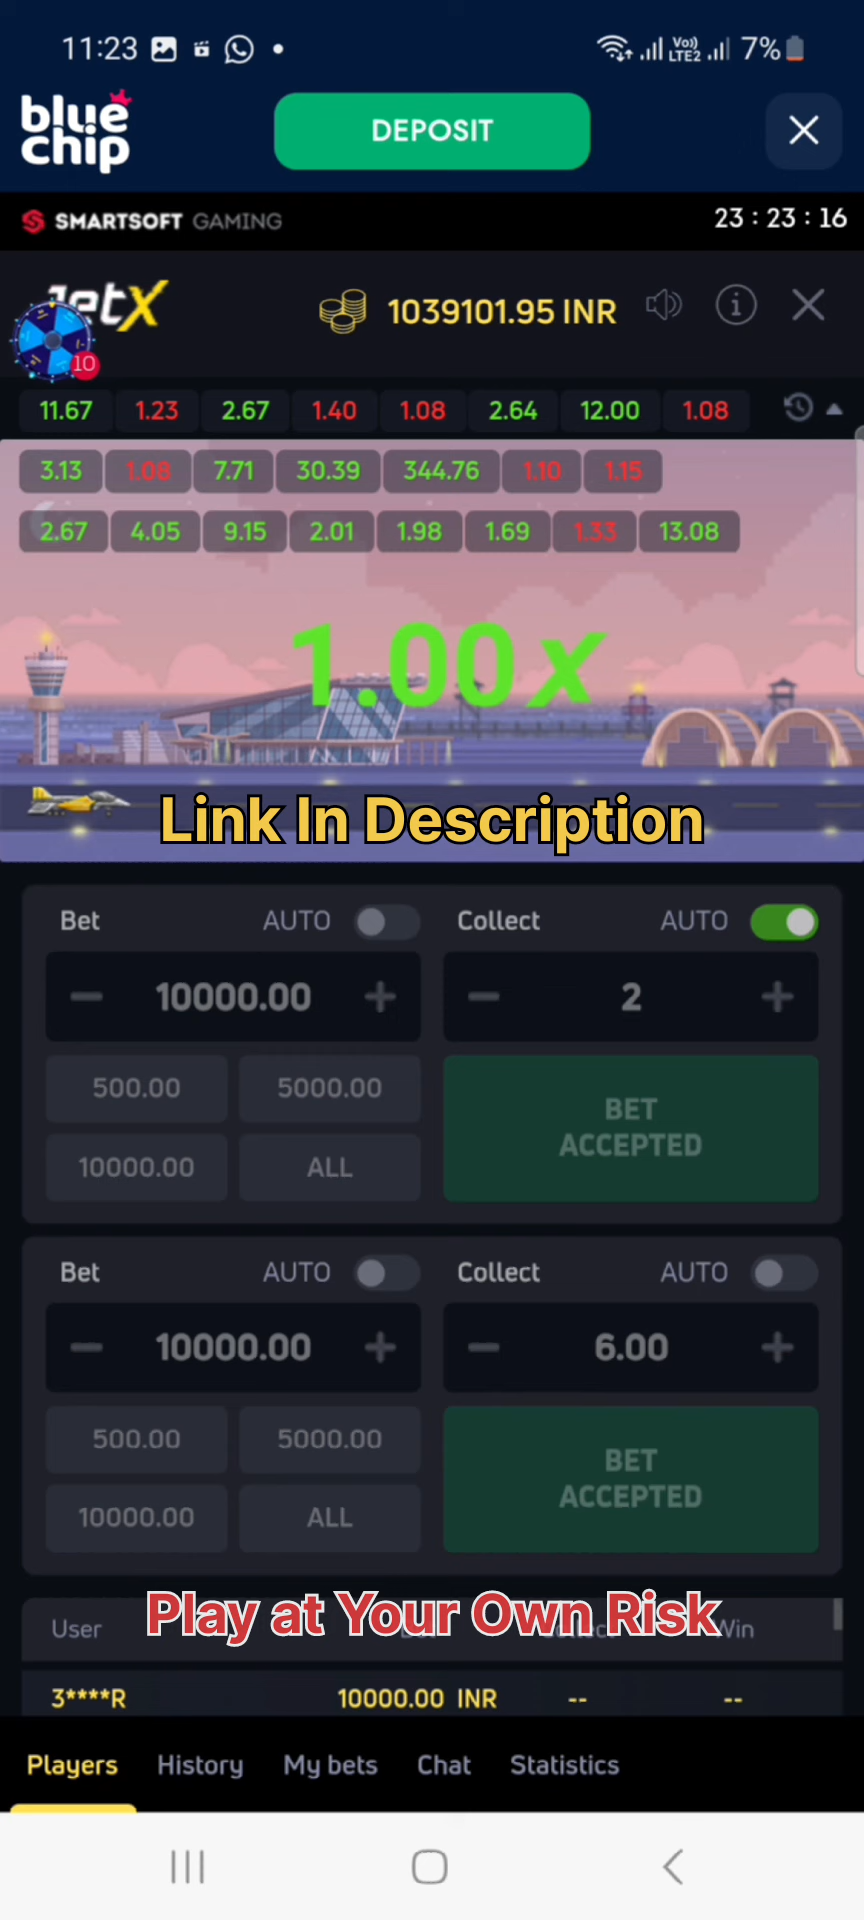 11:23 Vo)) LTE2 7%
blue chip
DEPOSIT
SMARTSOFT GAMING 23 : 23 : 16
JetX 1039101.95 INR
10
11.67 1.23 2.67 1.40 1.08 2.64 12.00 1.08
3.13 1.08 7.71 30.39 344.76 1.10 1.15
2.67 4.05 9.15 2.01 1.98 1.69 1.33 13.08
1.00x
Link In Description
Bet AUTO Collect AUTO
10000.00 2
500.00 5000.00
BET ACCEPTED
10000.00 ALL
Bet AUTO Collect AUTO
10000.00 6.00
500.00 5000.00
BET ACCEPTED
10000.00 ALL
Play at Your Own Risk
User Win
3****R 10000.00 INR -- --
Players History My bets Chat Statistics